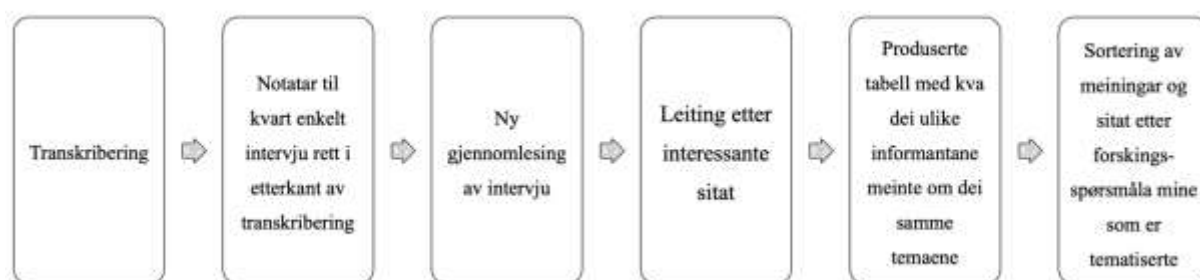 Transkribering
Notatar til
kvart enkelt
intervju rett i
etterkant av
transkribering
Ny
gjennomlesing
av intervju
Leiting etter
interessante
sitat
Produserte
tabell med kva
dei ulike
informantane
meinte om dei
samme
temaene
Sortering av
meiningar og
sitat etter
forskings-
spørsmåla mine
som er
tematiserte